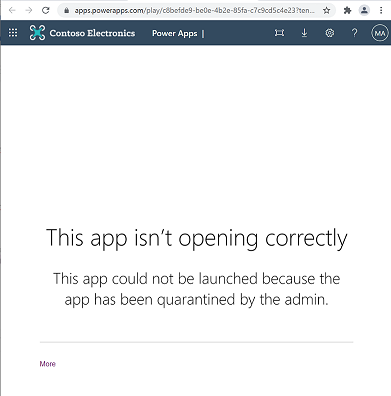 apps.powerapps.com/play/c8befde9-be0e-4b2e-85fa-c7c9cd5c4e23?ten...
Contoso Electronics Power Apps | ? MA
This app isn't opening correctly
This app could not be launched because the
app has been quarantined by the admin.
More